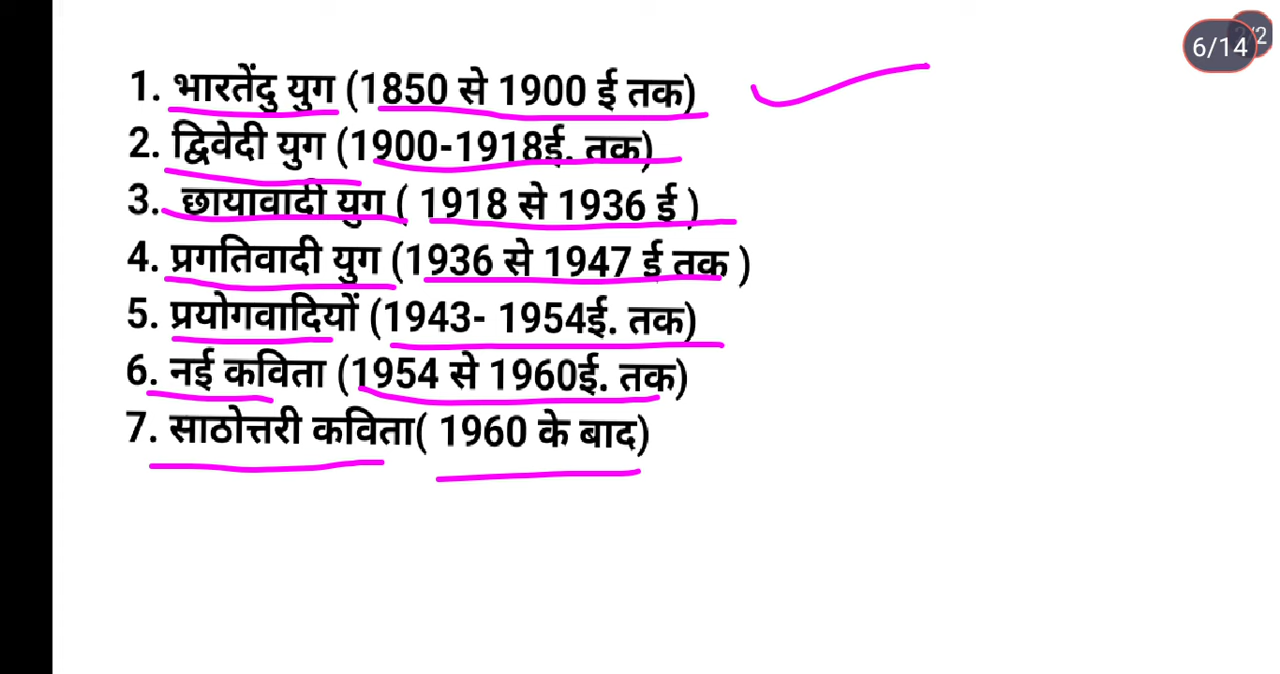 6/14
1. भारतेंदु युग (1850 से 1900 ई तक)
2. द्विवेदी युग (1900-1918ई. तक)
3. छायावादी युग ( 1918 से 1936 ई )
4. प्रगतिवादी युग (1936 से 1947 ई तक )
5. प्रयोगवादियों (1943- 1954ई. तक)
6. नई कविता (1954 से 1960ई. तक)
7. साठोत्तरी कविता( 1960 के बाद)